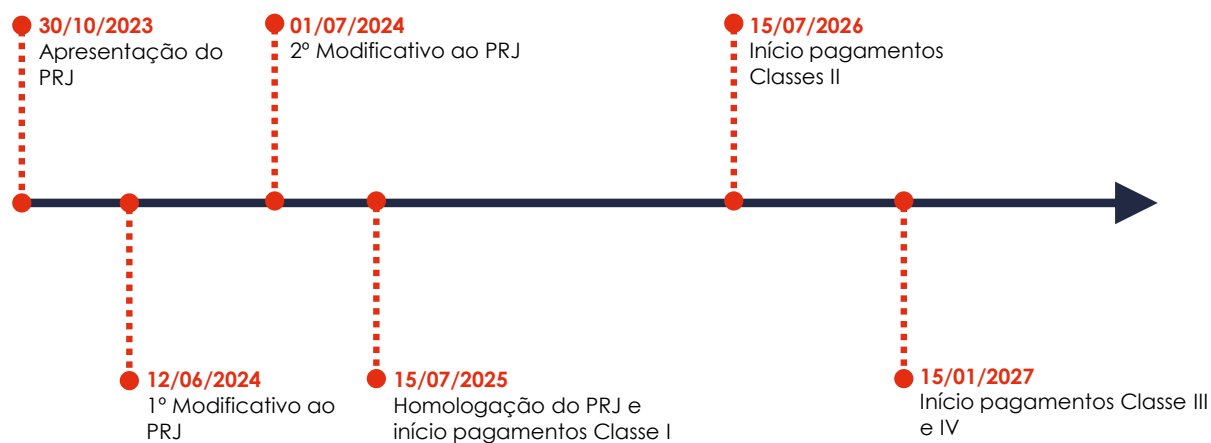 30/10/2023
Apresentação do
PRJ
01/07/2024
2º Modificativo ao PRJ
15/07/2026
Início pagamentos
Classes II
12/06/2024
1º Modificativo ao
PRJ
15/07/2025
Homologação do PRJ e
início pagamentos Classe I
15/01/2027
Início pagamentos Classe III
e IV